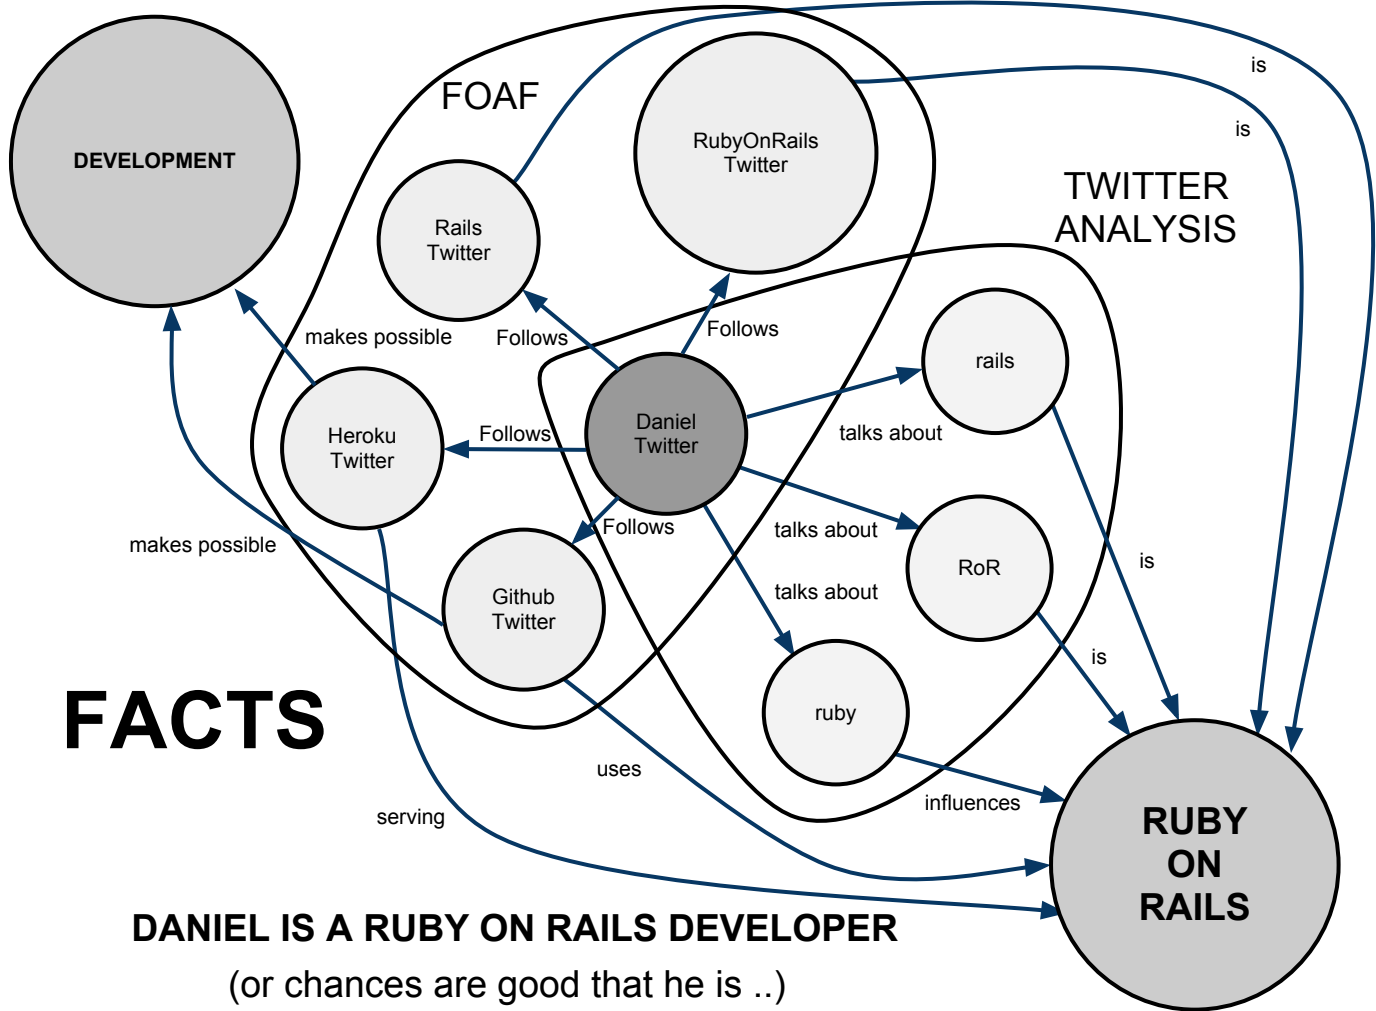 FOAF
is
is
DEVELOPMENT
RubyOnRails
Twitter
TWITTER
ANALYSIS
Rails
Twitter
makes possible
Follows
Follows
rails
Heroku
Twitter
Follows
Daniel
Twitter
talks about
Follows
talks about
makes possible
RoR
is
Github
Twitter
talks about
is
FACTS
ruby
uses
influences
serving
RUBY
ON
RAILS
DANIEL IS A RUBY ON RAILS DEVELOPER
(or chances are good that he is ..)